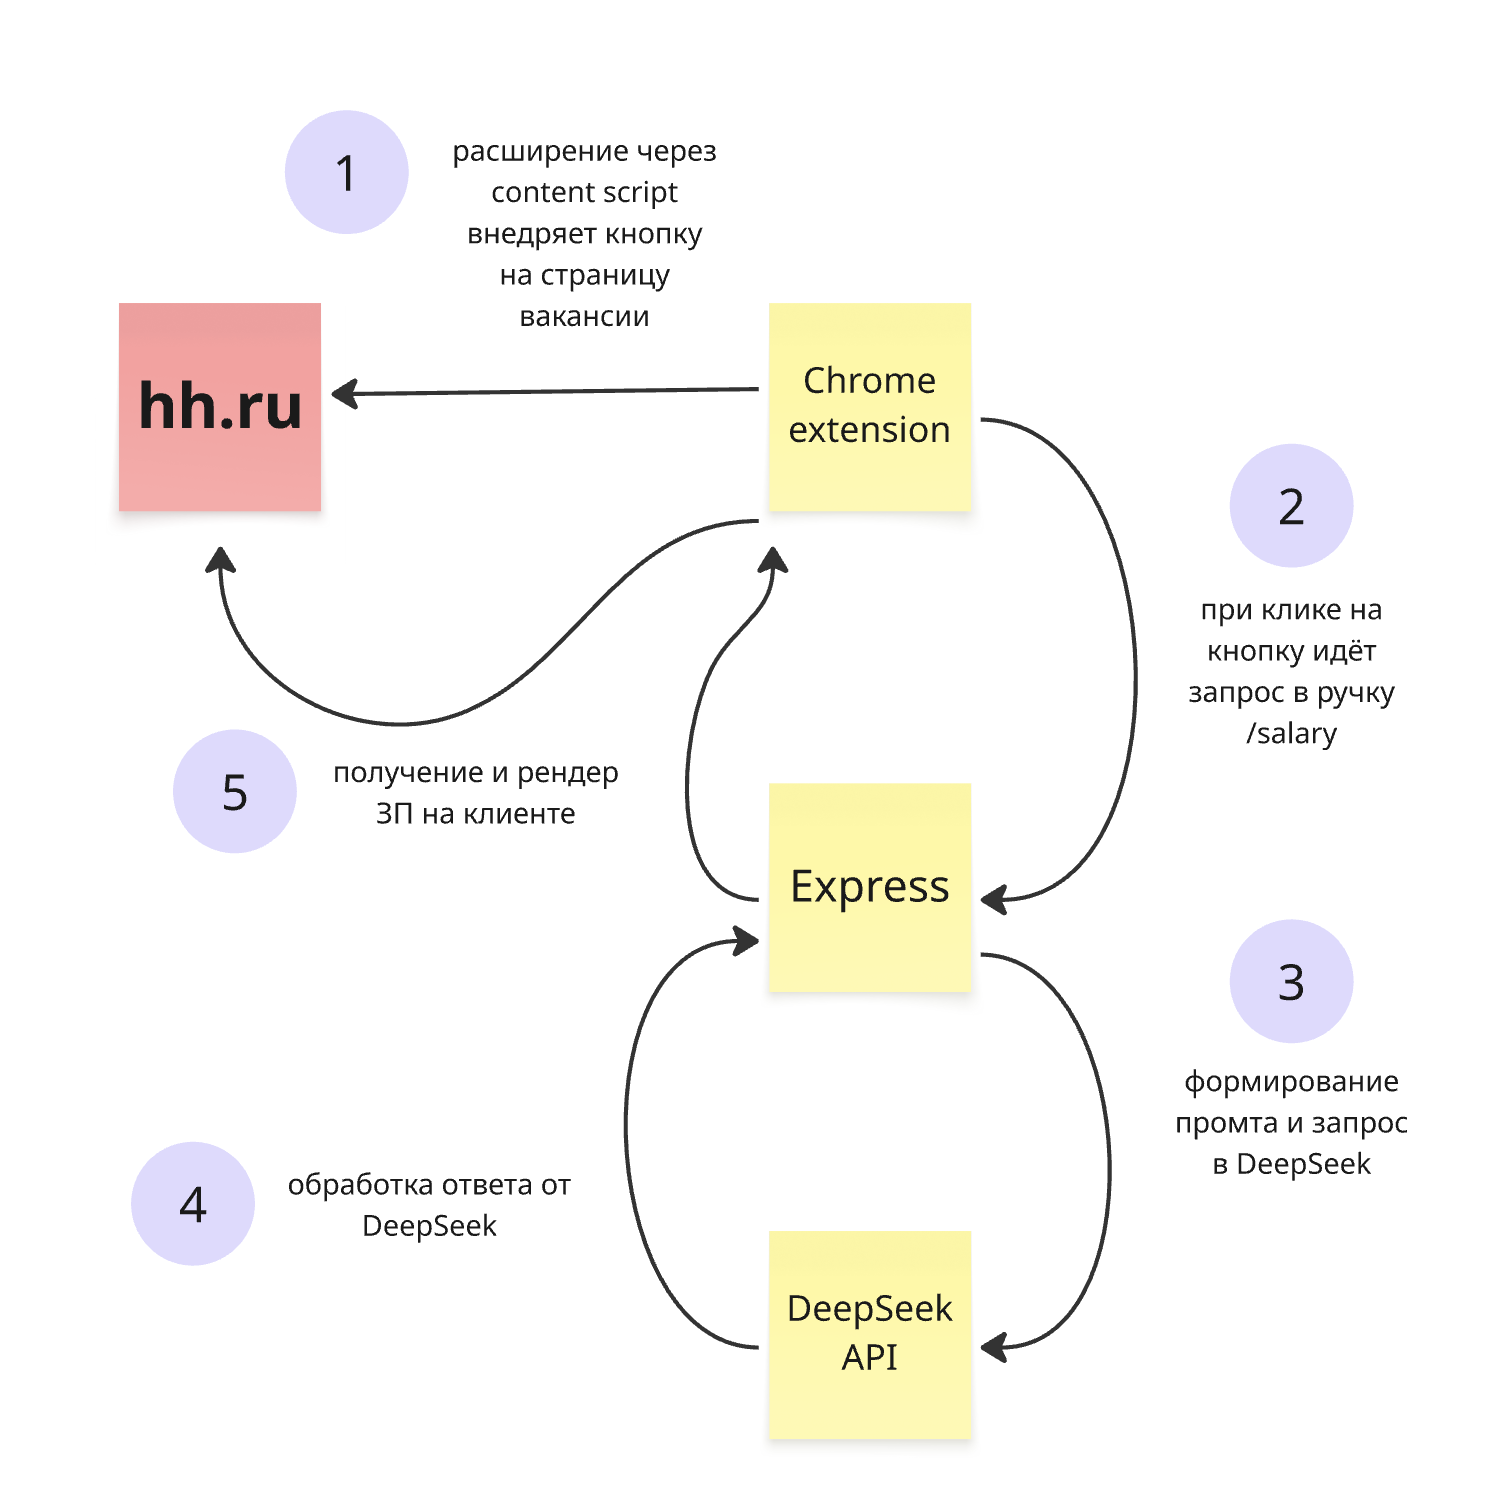 1
расширение через
content script
внедряет кнопку
на страницу
вакансии
hh.ru
Chrome
extension
2
при клике на
кнопку идёт
запрос в ручку
/salary
5
получение и рендер
ЗП на клиенте
Express
3
формирование
промта и запрос
в DeepSeek
4
обработка ответа от
DeepSeek
DeepSeek
API